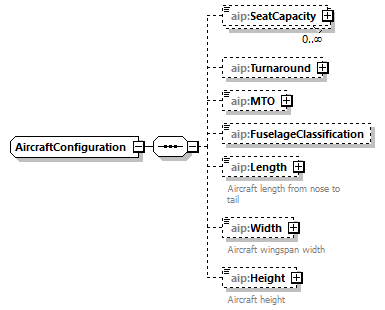 aip:SeatCapacity
0..∞
aip:Turnaround
aip:MTO
AircraftConfiguration
aip:FuselageClassification
aip:Length
Aircraft length from nose to
tail
aip:Width
Aircraft wingspan width
aip:Height
Aircraft height